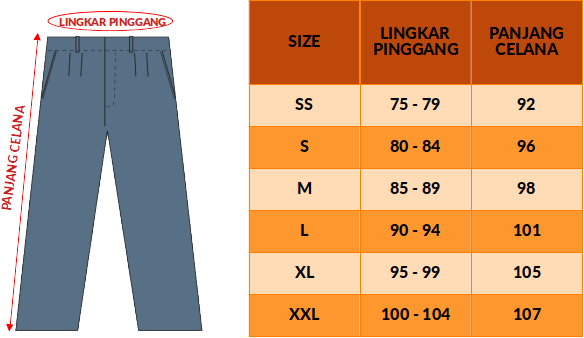 LINGKAR PINGGANG
PANJANG CELANA
SIZE LINGKAR PINGGANG PANJANG CELANA
SS 75 - 79 92
S 80 - 84 96
M 85 - 89 98
L 90 - 94 101
XL 95 - 99 105
XXL 100 - 104 107